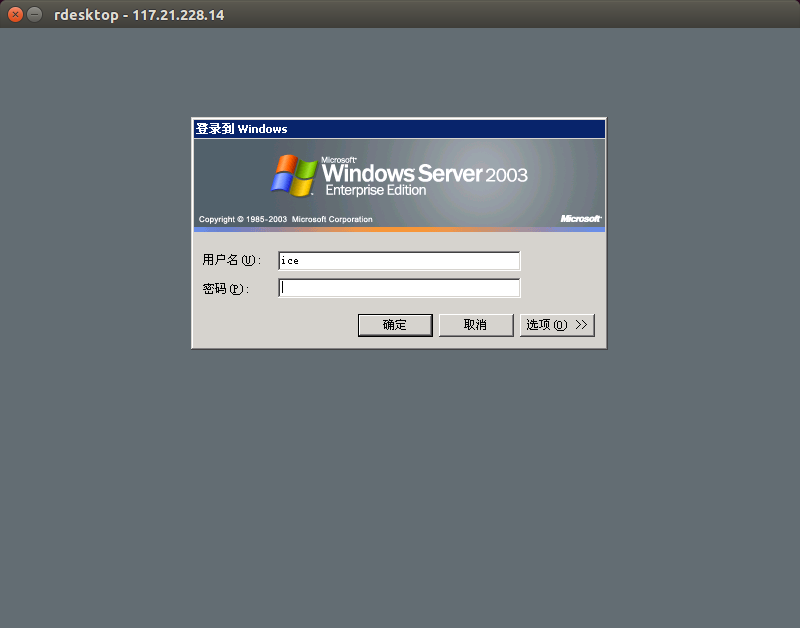 rdesktop - 117.21.228.14
登录到 Windows
Microsoft®
Windows Server 2003
Enterprise Edition
Copyright © 1985-2003 Microsoft Corporation
Microsoft®
用户名(U):
ice
密码(P):
确定
取消
选项(O) >>